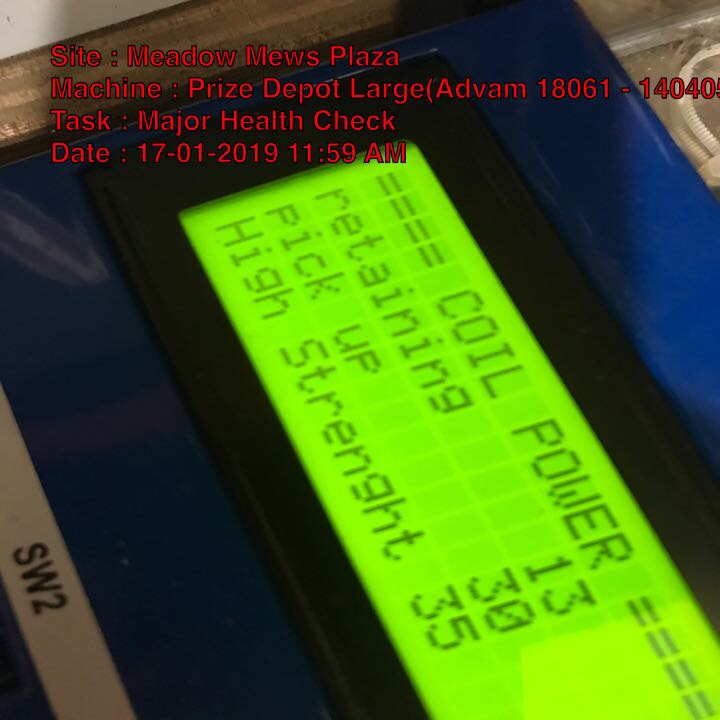 Site : Meadow Mews Plaza
Machine : Prize Depot Large(Advam 18061 - 140405
Task : Major Health Check
Date : 17-01-2019 11:59 AM
==== COIL POWER ====
retaining 13
Pick up 30
High Strenght 35
SW2